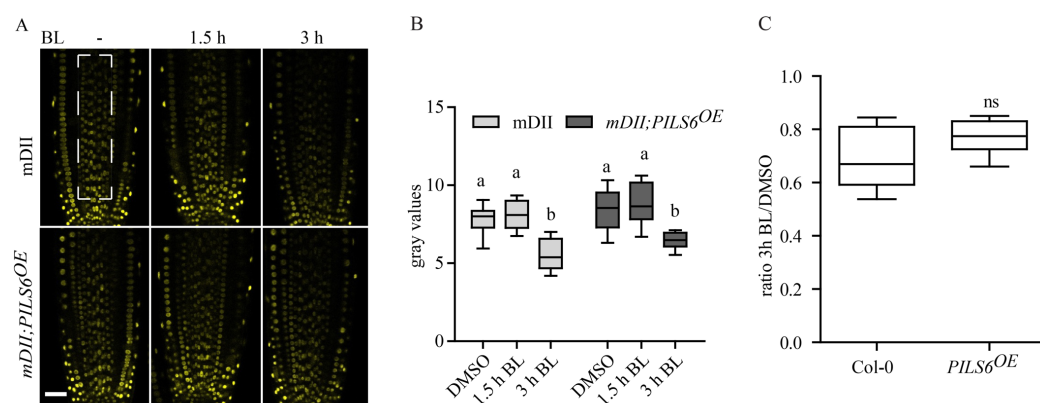 A
BL - 1.5 h 3 h
mDII
mDII;PILS6OE
B
15
10
5
0
gray values
mDII mDII;PILS6OE
a a b a a b
DMSO 1.5 h BL 3 h BL DMSO 1.5 h BL 3 h BL
C
1.0
0.8
0.6
0.4
0.2
0.0
ratio 3h BL/DMSO
ns
Col-0 PILS6OE